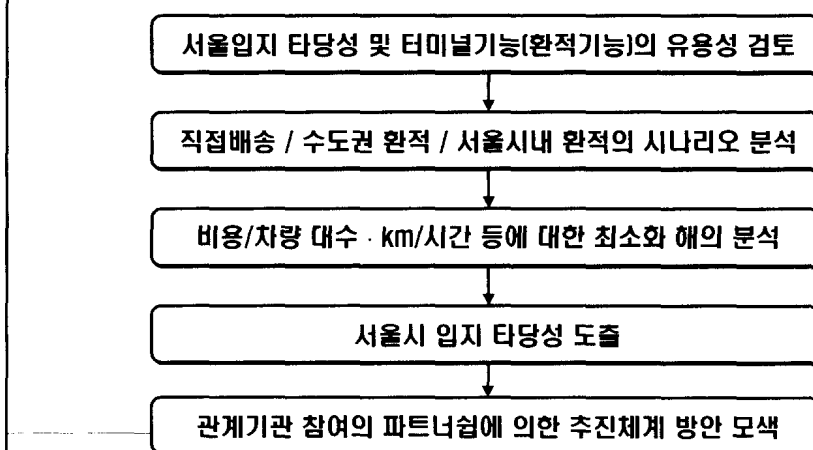 서울입지 타당성 및 터미널기능(환적기능)의 유용성 검토
직접배송 / 수도권 환적 / 서울시내 환적의 시나리오 분석
비용/차량 대수 · km/시간 등에 대한 최소화 해의 분석
서울시 입지 타당성 도출
관계기관 참여의 파트너쉽에 의한 추진체계 방안 모색